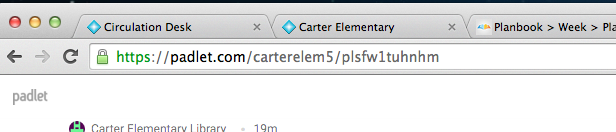 Circulation Desk × Carter Elementary × Planbook > Week > Pla
https://padlet.com/carterelem5/plsfw1tuhnhm
padlet
Carter Elementary Library • 19m